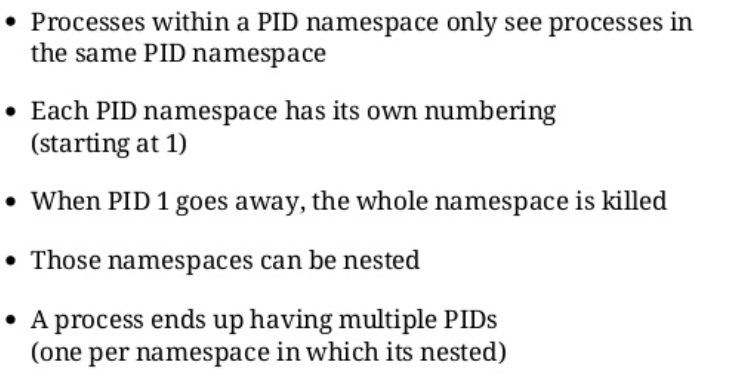 • Processes within a PID namespace only see processes in
the same PID namespace
• Each PID namespace has its own numbering
(starting at 1)
• When PID 1 goes away, the whole namespace is killed
• Those namespaces can be nested
• A process ends up having multiple PIDs
(one per namespace in which its nested)